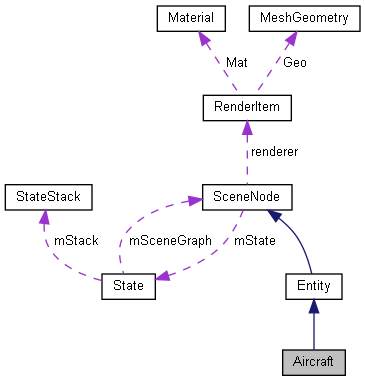 Material
MeshGeometry
Mat
Geo
RenderItem
renderer
StateStack
SceneNode
mStack
mSceneGraph
mState
State
Entity
Aircraft